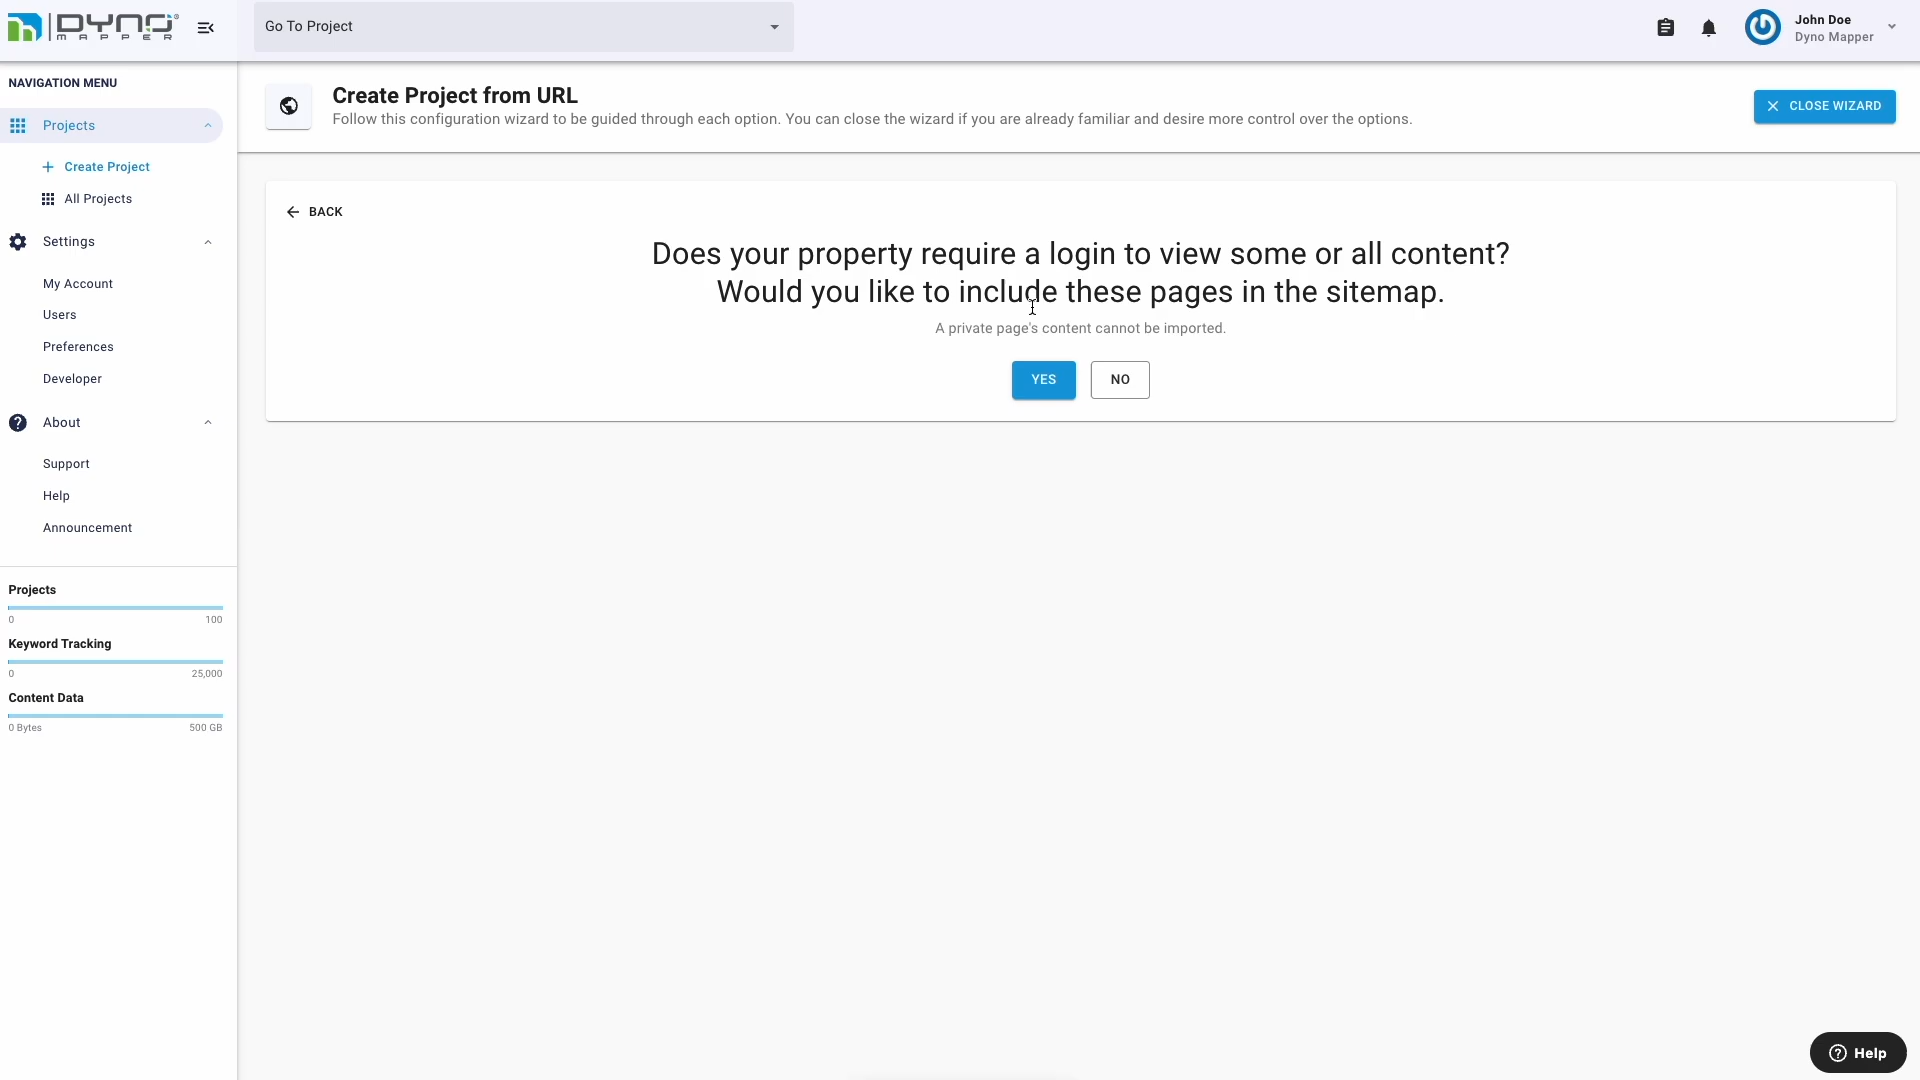 DYNO
MAPPER
Go To Project
John Doe
Dyno Mapper
NAVIGATION MENU
Projects
Create Project
All Projects
Settings
My Account
Users
Preferences
Developer
About
Support
Help
Announcement
Projects
0 100
Keyword Tracking
0 25,000
Content Data
0 Bytes 500 GB
Create Project from URL
Follow this configuration wizard to be guided through each option. You can close the wizard if you are already familiar and desire more control over the options.
CLOSE WIZARD
BACK
Does your property require a login to view some or all content?
Would you like to include these pages in the sitemap.
A private page's content cannot be imported.
YES NO
Help